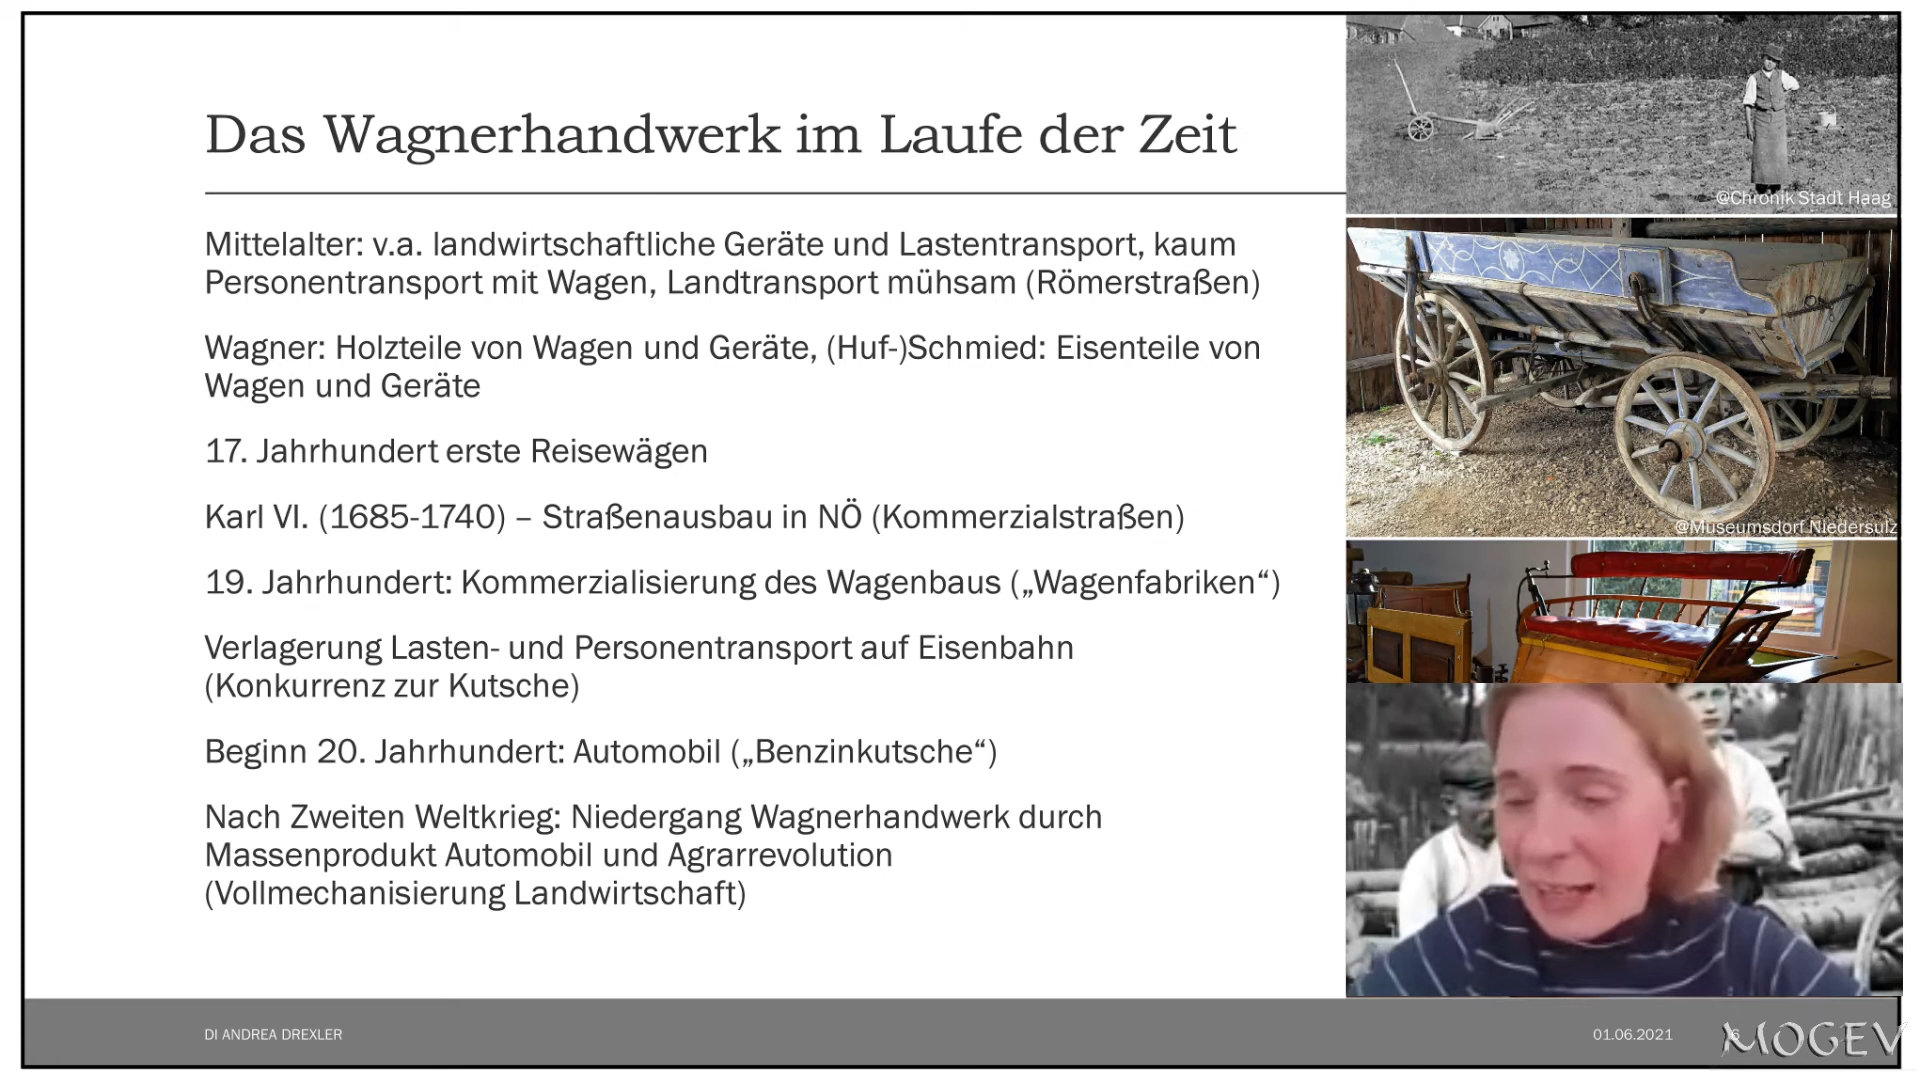 Das Wagnerhandwerk im Laufe der Zeit
Mittelalter: v.a. landwirtschaftliche Geräte und Lastentransport, kaum
Personentransport mit Wagen, Landtransport mühsam (Römerstraßen)
Wagner: Holzteile von Wagen und Geräte, (Huf-)Schmied: Eisenteile von
Wagen und Geräte
17. Jahrhundert erste Reisewägen
Karl VI. (1685-1740) – Straßenausbau in NÖ (Kommerzialstraßen)
19. Jahrhundert: Kommerzialisierung des Wagenbaus („Wagenfabriken“)
Verlagerung Lasten- und Personentransport auf Eisenbahn
(Konkurrenz zur Kutsche)
Beginn 20. Jahrhundert: Automobil („Benzinkutsche“)
Nach Zweiten Weltkrieg: Niedergang Wagnerhandwerk durch
Massenprodukt Automobil und Agrarrevolution
(Vollmechanisierung Landwirtschaft)
@Chronik Stadt Haag
@Museumsdorf Niedersulz
DI ANDREA DREXLER
01.06.2021
6
MOGEV